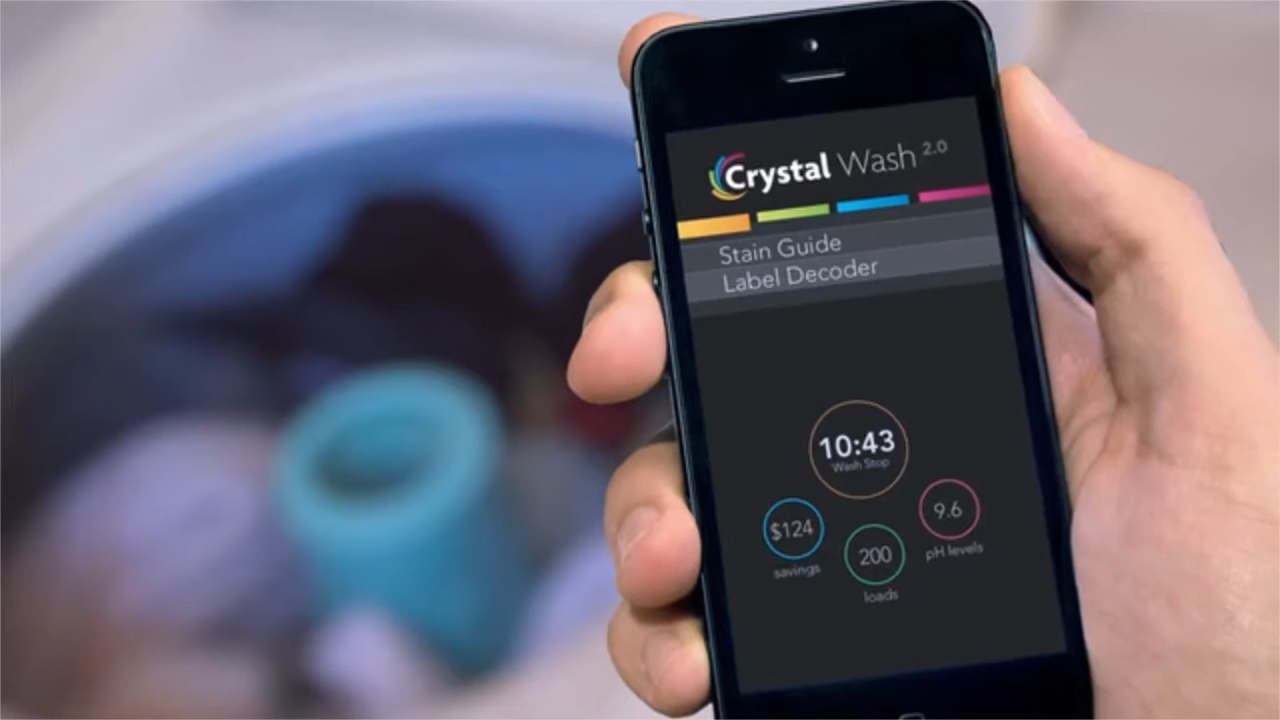 Crystal Wash 2.0
Stain Guide
Label Decoder
10:43
Wash Stop
$124
savings
200
loads
9.6
pH levels